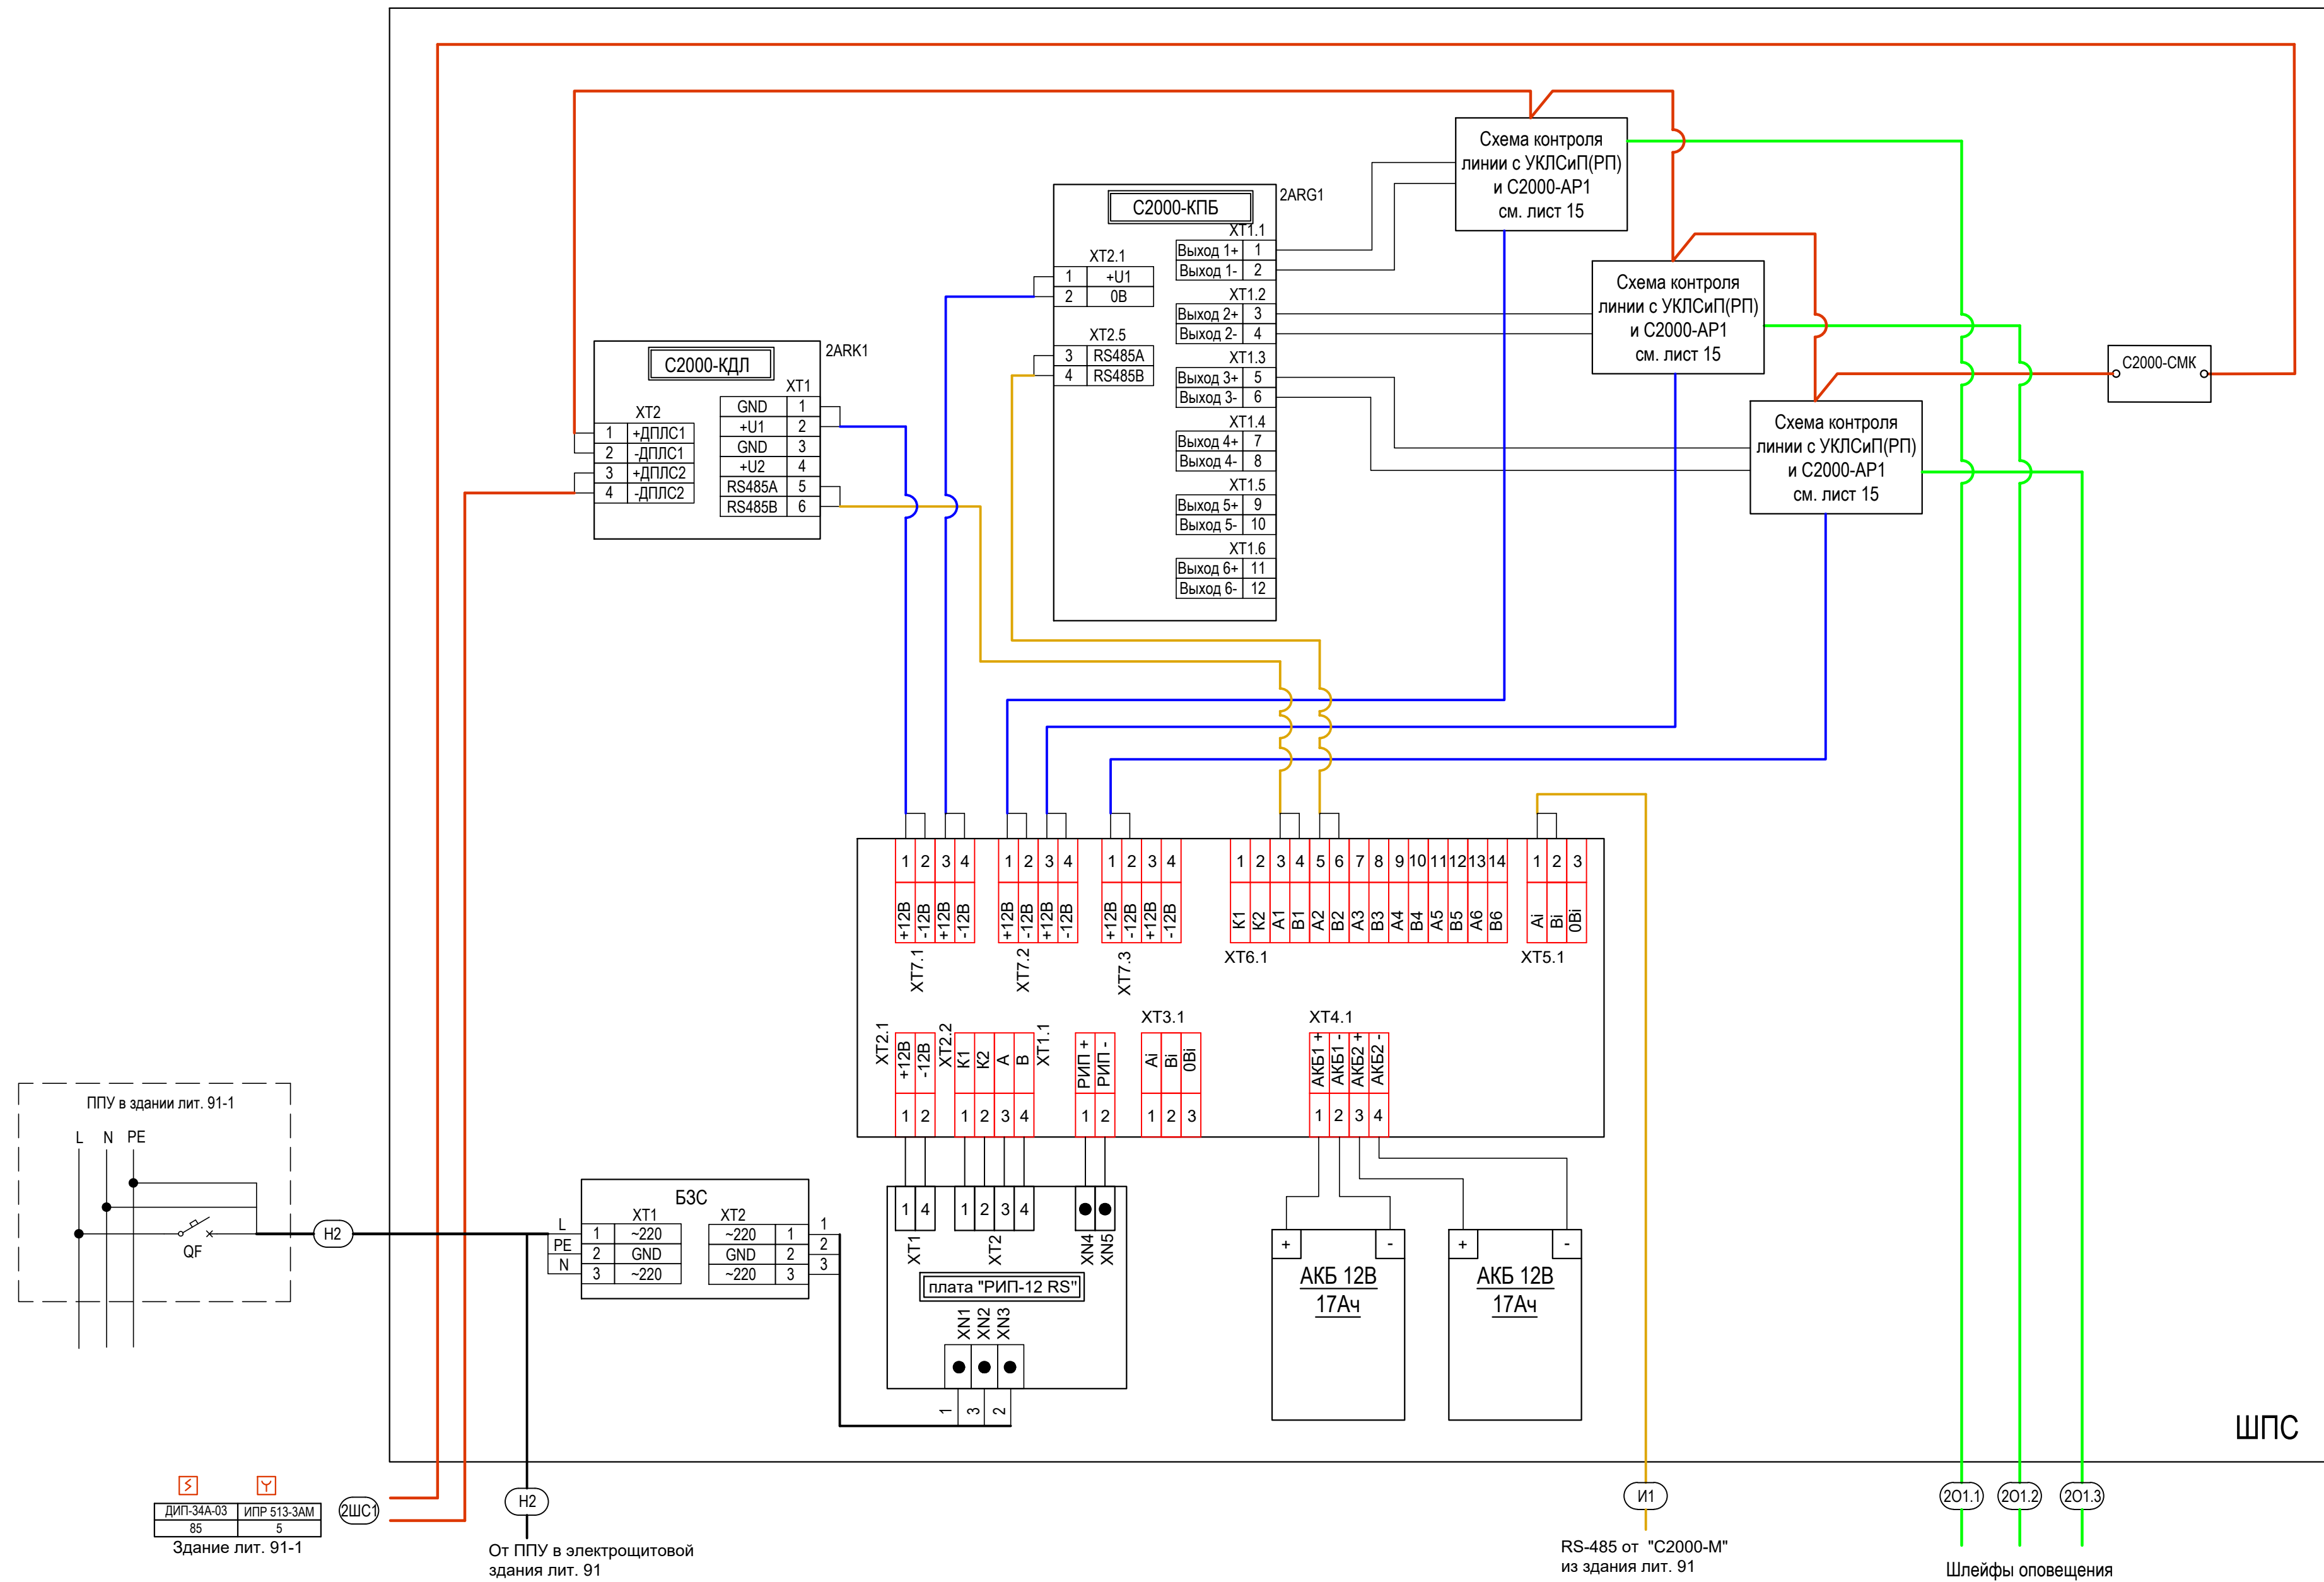 Схема контроля
линии с УКЛСиП(РП)
и С2000-АР1
см. лист 15
С2000-КПБ
2ARG1
XT1.1
Выход 1+ 1
Выход 1- 2
XT2.1
1 +U1
2 0В
XT1.2
Выход 2+ 3
Выход 2- 4
XT2.5
3 RS485A
4 RS485B
XT1.3
Выход 3+ 5
Выход 3- 6
XT1.4
Выход 4+ 7
Выход 4- 8
XT1.5
Выход 5+ 9
Выход 5- 10
XT1.6
Выход 6+ 11
Выход 6- 12
Схема контроля
линии с УКЛСиП(РП)
и С2000-АР1
см. лист 15
С2000-СМК
Схема контроля
линии с УКЛСиП(РП)
и С2000-АР1
см. лист 15
С2000-КДЛ
2ARK1
XT1
GND 1
+U1 2
GND 3
+U2 4
RS485A 5
RS485B 6
XT2
1 +ДПЛС1
2 -ДПЛС1
3 +ДПЛС2
4 -ДПЛС2
1 2 3 4
+12В -12В +12В -12В
XT7.1
1 2 3 4
+12В -12В +12В -12В
XT7.2
1 2 3 4
+12В -12В +12В -12В
XT7.3
1 2 3 4 5 6 7 8 9 10 11 12 13 14
К1 К2 А1 В1 А2 В2 А3 В3 А4 В4 А5 В5 А6 В6
XT6.1
1 2 3
Ai Bi 0Bi
XT5.1
XT2.1
+12В -12В
1 2
XT2.2
К1 К2 А В
1 2 3 4
XT1.1
РИП + РИП -
1 2
XT3.1
Ai Bi 0Bi
1 2 3
XT4.1
АКБ1 + АКБ1 - АКБ2 + АКБ2 -
1 2 3 4
ППУ в здании лит. 91-1
L N PE
QF
Н2
L
PE
N
БЗС
XT1
1 ~220
2 GND
3 ~220
XT2
~220 1
GND 2
~220 3
1
2
3
1 4
XT1
1 2 3 4
XT2
XN4 XN5
плата "РИП-12 RS"
XN1 XN2 XN3
1 3 2
+ -
АКБ 12В
17Ач
+ -
АКБ 12В
17Ач
ШПС
ДИП-34А-03 ИПР 513-3АМ
85 5
Здание лит. 91-1
2ШС1
Н2
От ППУ в электрощитовой
здания лит. 91
И1
RS-485 от "С2000-М"
из здания лит. 91
2О1.1 2О1.2 2О1.3
Шлейфы оповещения